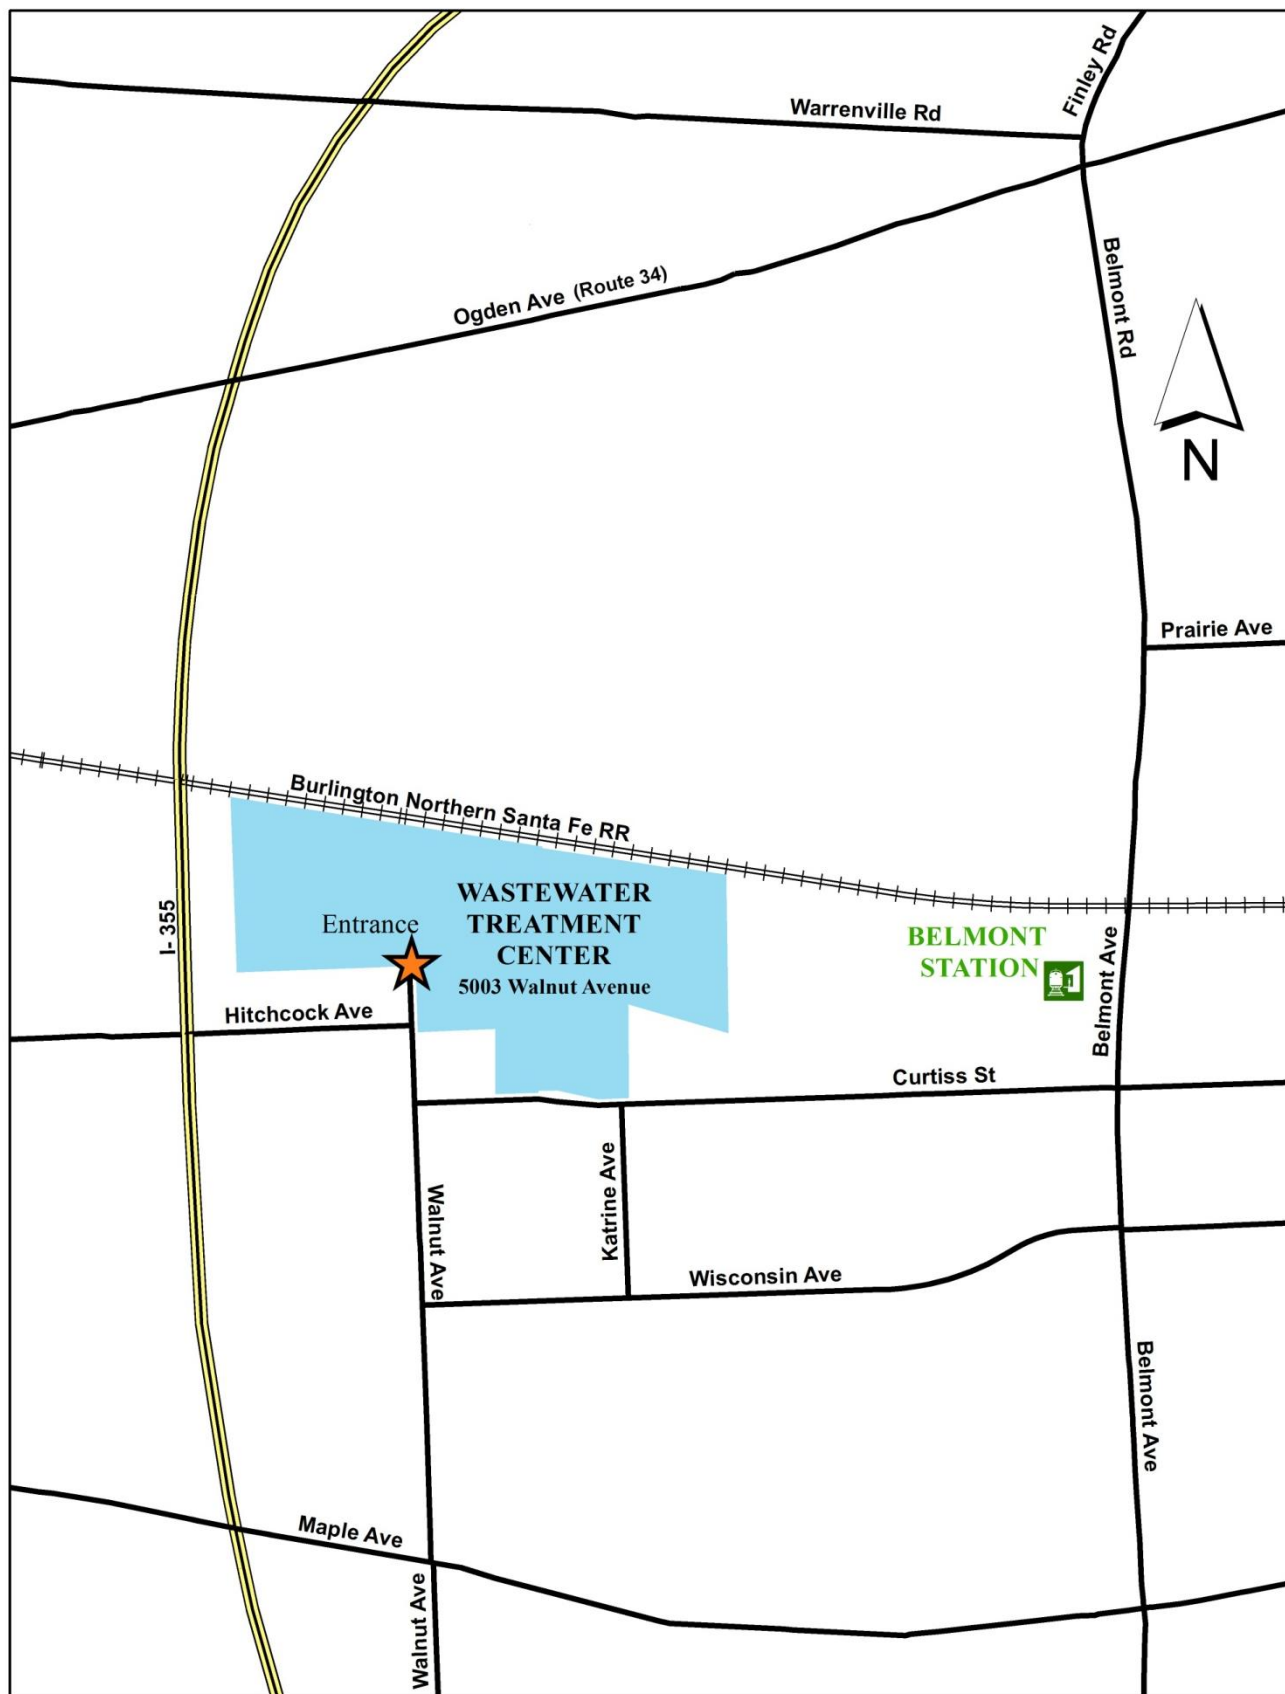 Finley Rd
Warrenville Rd
Ogden Ave (Route 34)
Belmont Rd
N
Prairie Ave
Burlington Northern Santa Fe RR
I- 355
Entrance
WASTEWATER
TREATMENT
CENTER
5003 Walnut Avenue
BELMONT
STATION
Belmont Ave
Hitchcock Ave
Curtiss St
Walnut Ave
Katrine Ave
Wisconsin Ave
Belmont Ave
Maple Ave
Walnut Ave